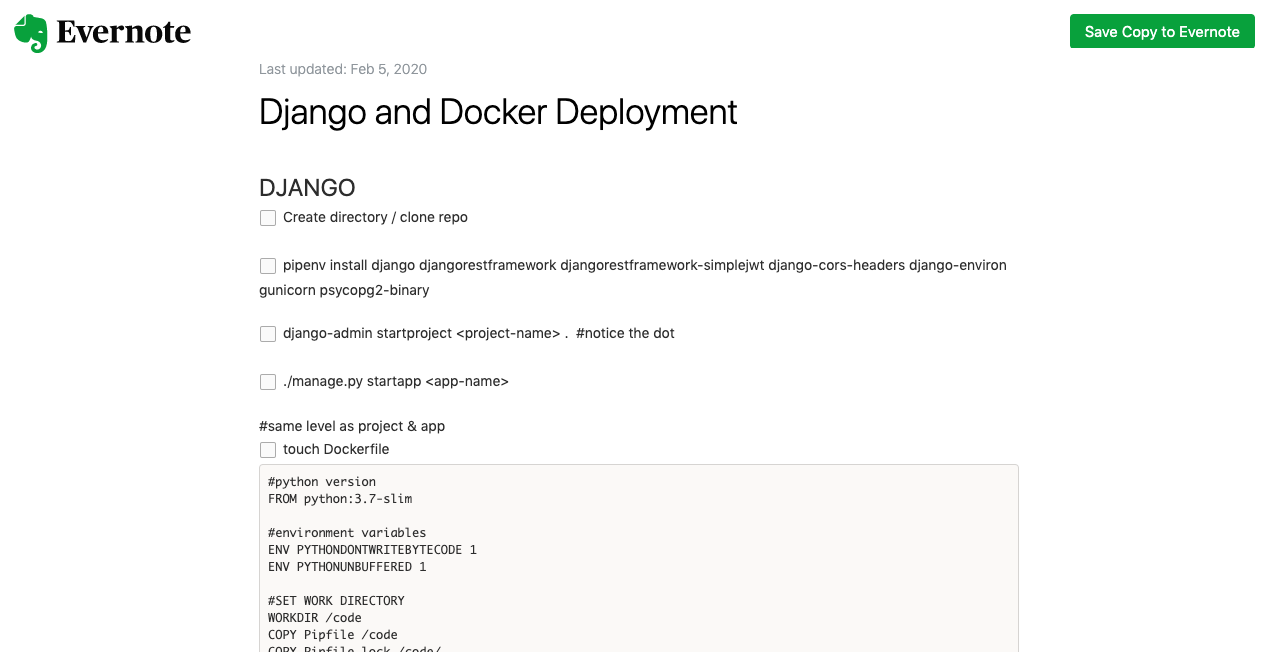 Evernote
Save Copy to Evernote
Last updated: Feb 5, 2020
Django and Docker Deployment
DJANGO
Create directory / clone repo
pipenv install django djangorestframework djangorestframework-simplejwt django-cors-headers django-environ
gunicorn psycopg2-binary
django-admin startproject <project-name> .  #notice the dot
./manage.py startapp <app-name>
#same level as project & app
touch Dockerfile
#python version
FROM python:3.7-slim
#environment variables
ENV PYTHONDONTWRITEBYTECODE 1
ENV PYTHONUNBUFFERED 1
#SET WORK DIRECTORY
WORKDIR /code
COPY Pipfile /code
COPY Pipfile.lock /code/